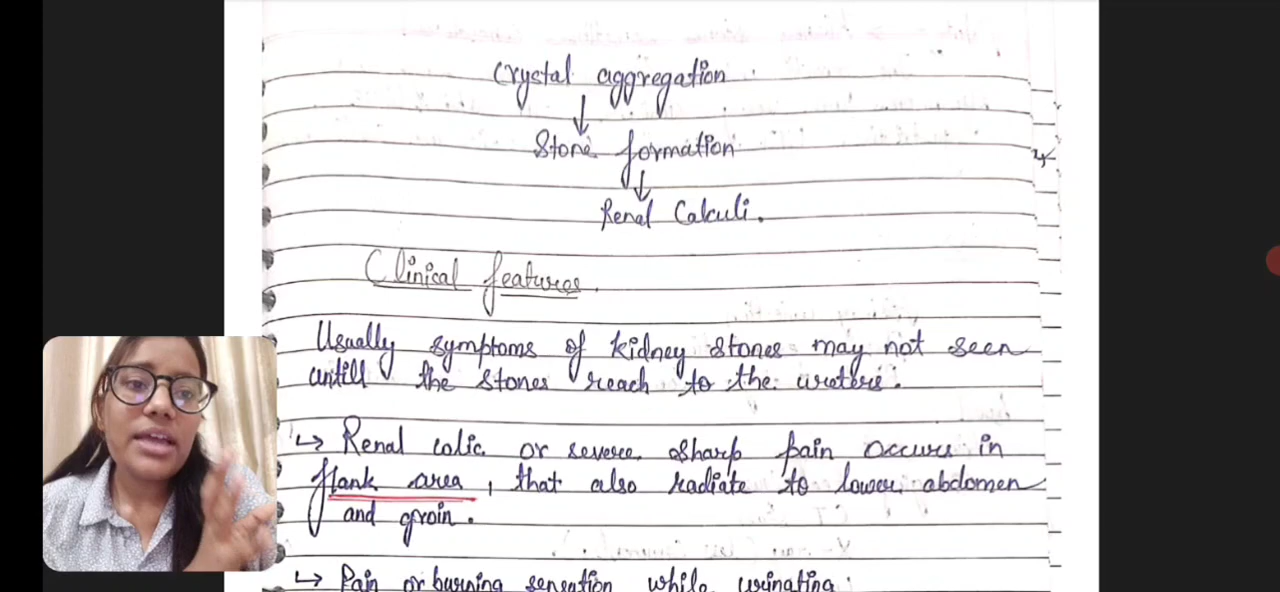 Crystal aggregation.
↓
Stone formation
↓
Renal Calculi.
Clinical features.
Usually symptoms of kidney stones may not seen
untill the stones reach to the ureters.
↳ Renal colic or severe sharp pain occurs in
flank area, that also radiate to lower abdomen
and groin.
↳ Pain or burning sensation while urinating.